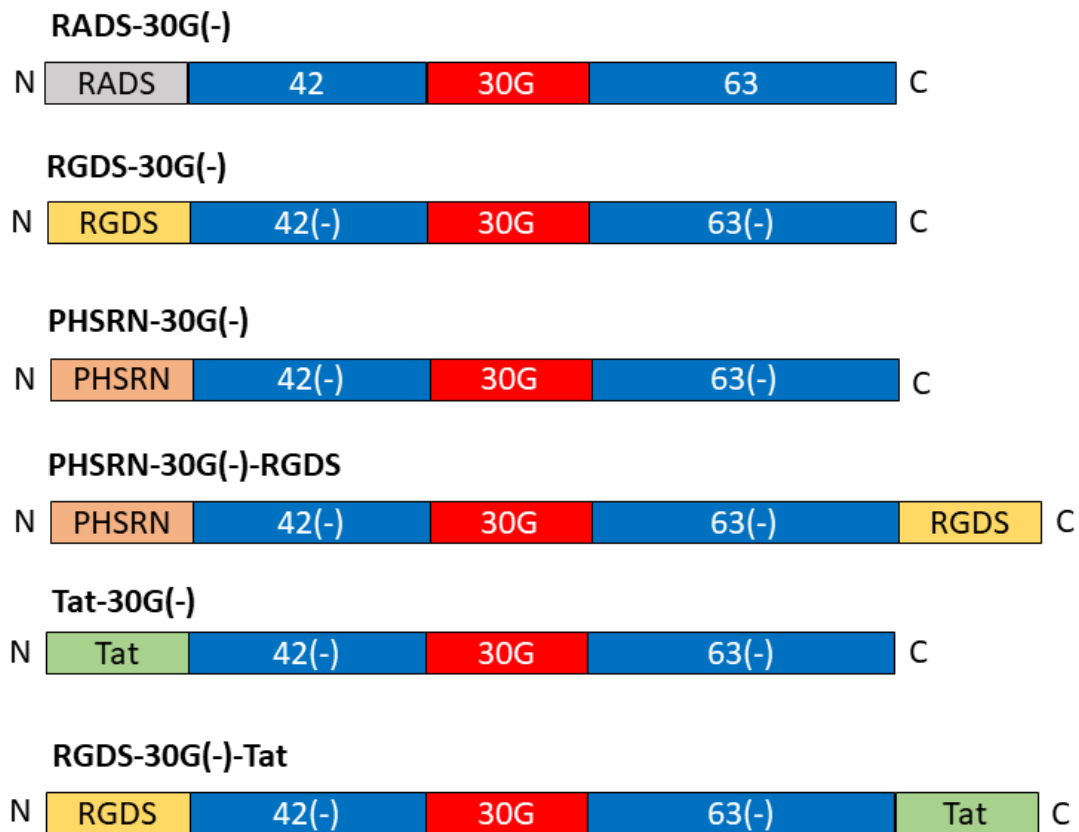 RADS-30G(-)
N RADS 42 30G 63 C
RGDS-30G(-)
N RGDS 42(-) 30G 63(-) C
PHSRN-30G(-)
N PHSRN 42(-) 30G 63(-) C
PHSRN-30G(-)-RGDS
N PHSRN 42(-) 30G 63(-) RGDS C
Tat-30G(-)
N Tat 42(-) 30G 63(-) C
RGDS-30G(-)-Tat
N RGDS 42(-) 30G 63(-) Tat C